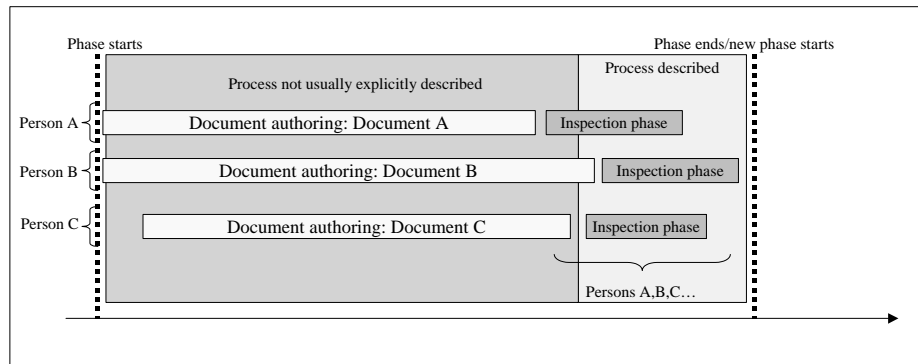 Phase starts
Phase ends/new phase starts
Process not usually explicitly described
Process described
Person A
Document authoring: Document A
Inspection phase
Person B
Document authoring: Document B
Inspection phase
Person C
Document authoring: Document C
Inspection phase
Persons A,B,C…